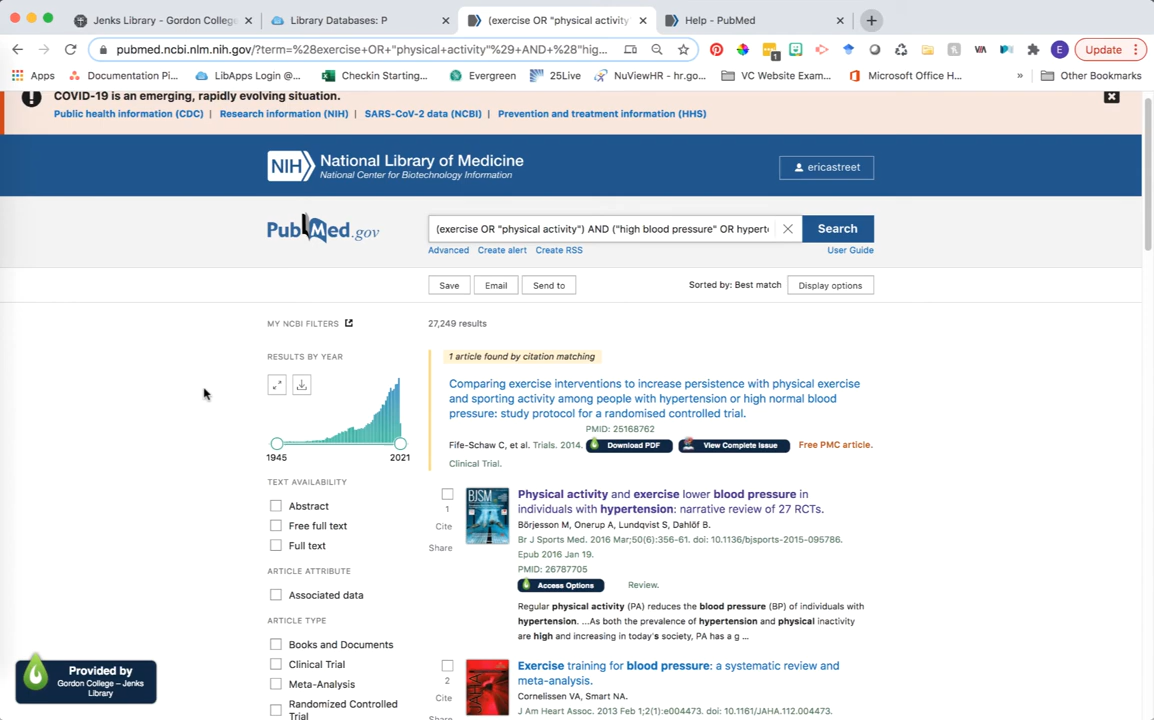 Jenks Library - Gordon College
Library Databases: P
(exercise OR "physical activity
Help - PubMed
pubmed.ncbi.nlm.nih.gov/?term=%28exercise+OR+"physical+activity"%29+AND+%28"hig...
1
VIA
E
Update
Apps
Documentation Pi...
LibApps Login @...
Checkin Starting...
Evergreen
25Live
NuViewHR - hr.go...
VC Website Exam...
Microsoft Office H...
»
Other Bookmarks
COVID-19 is an emerging, rapidly evolving situation.
Public health information (CDC) | Research information (NIH) | SARS-CoV-2 data (NCBI) | Prevention and treatment information (HHS)
NIH National Library of Medicine
National Center for Biotechnology Information
ericastreet
PubMed.gov
(exercise OR "physical activity") AND ("high blood pressure" OR hyperte
Search
Advanced Create alert Create RSS
User Guide
Save Email Send to
Sorted by: Best match
Display options
MY NCBI FILTERS
27,249 results
RESULTS BY YEAR
1945 2021
TEXT AVAILABILITY
Abstract
Free full text
Full text
ARTICLE ATTRIBUTE
Associated data
ARTICLE TYPE
Books and Documents
Clinical Trial
Meta-Analysis
Randomized Controlled
Trial
1 article found by citation matching
Comparing exercise interventions to increase persistence with physical exercise
and sporting activity among people with hypertension or high normal blood
pressure: study protocol for a randomised controlled trial.
PMID: 25168762
Fife-Schaw C, et al. Trials. 2014. Download PDF View Complete Issue Free PMC article.
Clinical Trial.
1
Cite
Share
BJSM
Physical activity and exercise lower blood pressure in
individuals with hypertension: narrative review of 27 RCTs.
Börjesson M, Onerup A, Lundqvist S, Dahlöf B.
Br J Sports Med. 2016 Mar;50(6):356-61. doi: 10.1136/bjsports-2015-095786.
Epub 2016 Jan 19.
PMID: 26787705
Access Options Review.
Regular physical activity (PA) reduces the blood pressure (BP) of individuals with
hypertension. ...As both the prevalence of hypertension and physical inactivity
are high and increasing in today's society, PA has a g ...
2
Cite
Share
JAHA
Exercise training for blood pressure: a systematic review and
meta-analysis.
Cornelissen VA, Smart NA.
J Am Heart Assoc. 2013 Feb 1;2(1):e004473. doi: 10.1161/JAHA.112.004473.
Provided by
Gordon College -- Jenks
Library